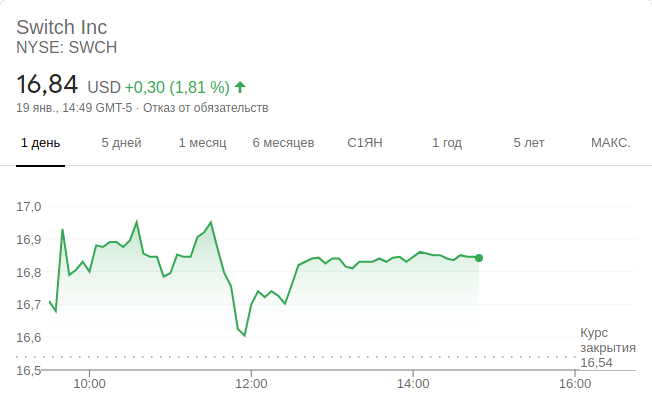 Switch Inc
NYSE: SWCH
16,84 USD +0,30 (1,81 %)
19 янв., 14:49 GMT-5 · Отказ от обязательств
1 день 5 дней 1 месяц 6 месяцев С1ЯН 1 год 5 лет МАКС.
17,0
16,9
16,8
16,7
16,6
16,5
Курс
закрытия
16,54
10:00 12:00 14:00 16:00